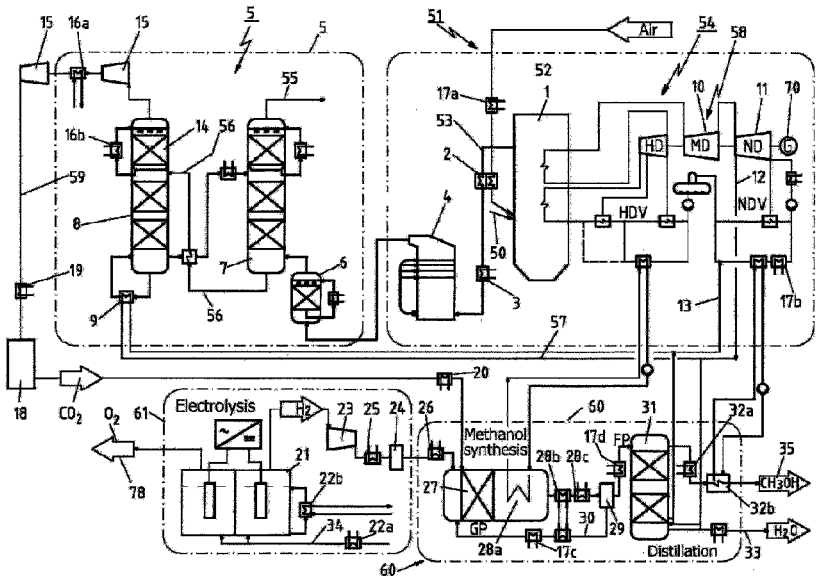 15
16a
15
5
5
51
Air
55
52
54
58
17a
1
10
11
70
53
16b
14
56
HD
MD
ND
G
2
12
59
4
HDV
NDV
8
50
7
6
19
3
56
13
17b
9
57
18
CO2
20
O2
61
Electrolysis
H2
23
25
24
26
Methanol synthesis
60
31
17d
FP
32a
28b
28c
35
21
27
CH3OH
22b
32b
78
29
30
H2O
34
22a
GP
28a
17c
33
Distillation
60